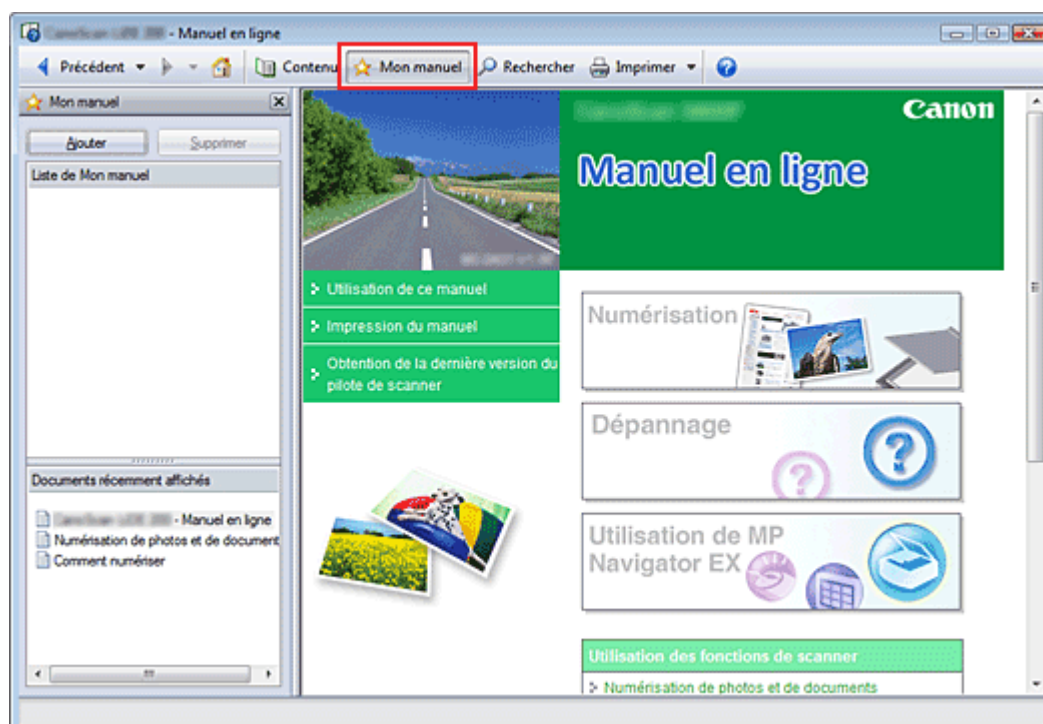 - Manuel en ligne
Précédent
Contenu
Mon manuel
Rechercher
Imprimer
Mon manuel
Ajouter
Supprimer
Liste de Mon manuel
Documents récemment affichés
- Manuel en ligne
Numérisation de photos et de document
Comment numériser
Canon
Manuel en ligne
Utilisation de ce manuel
Impression du manuel
Obtention de la dernière version du
pilote de scanner
Numérisation
Dépannage
Utilisation de MP
Navigator EX
Utilisation des fonctions de scanner
Numérisation de photos et de documents